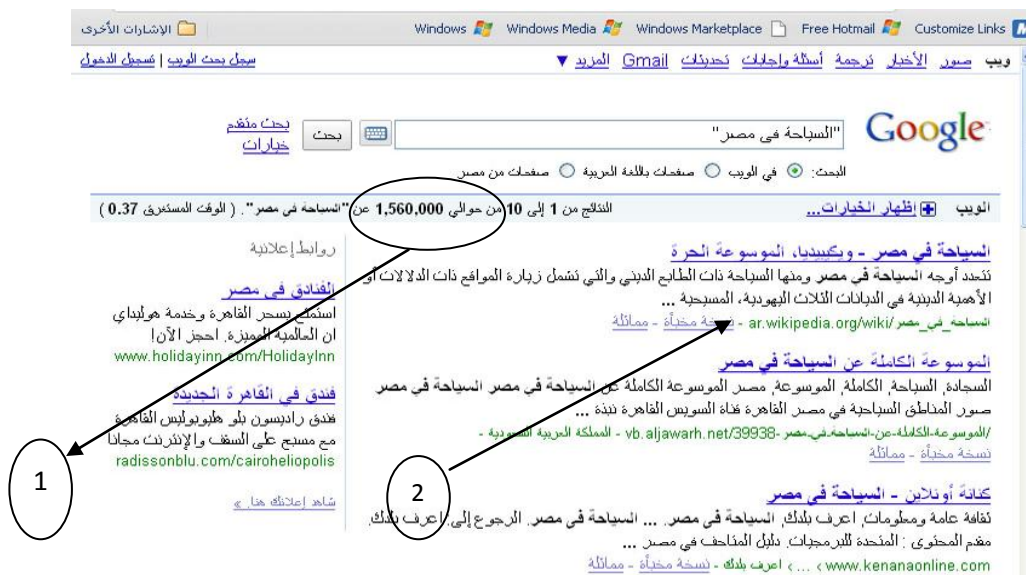 الإشارات الأخرى Windows Windows Media Windows Marketplace Free Hotmail Customize Links
ويب صور الأخبار ترجمة أسئلة وإجابات تحديثات Gmail المزيد ▼ سجل بحث الويب | تسجيل الدخول
Google "السياحة فى مصر" بحث بحث متقدم
خيارات
البحث: في الويب صفحات باللغة العربية صفحات من مصر
الويب إظهار الخيارات... النتائج من 1 إلى 10 من حوالي 1,560,000 عن "السياحة فى مصر". ( الوقت المستغرق 0.37 )
السياحة في مصر - ويكيبيديا، الموسوعة الحرة
تتعدد أوجه السياحة في مصر ومنها السياحة ذات الطابع الديني والتي تشمل زيارة المواقع ذات الدلالات أو
الأهمية الدينية في الديانات الثلاث اليهودية، المسيحية ...
ar.wikipedia.org/wiki/السياحة_في_مصر - نسخة مخبأة - مماثلة
الموسوعة الكاملة عن السياحة في مصر
السجادة, السياحة, الكاملة, الموسوعة, مصر, الموسوعة الكاملة عن السياحة في مصر السياحة في مصر.
صور المناطق السياحية في مصر القاهرة قناة السويس القاهرة نبذة ...
vb.aljawarh.net/39938-الموسوعة-الكاملة-عن-السياحة-في-مصر/ - المملكة العربية السعودية -
نسخة مخبأة - مماثلة
كنانة أونلاين - السياحة في مصر
ثقافة عامة ومعلومات, اعرف بلدك, السياحة في مصر. ... السياحة في مصر. الرجوع إلى: اعرف بلدك.
مقدم المحتوى : المتحدة للبرمجيات. دليل المتاحف في مصر ...
www.kenanaonline.com › ... › اعرف بلدك - نسخة مخبأة - مماثلة
روابط إعلانية
الفنادق في مصر
استمتع بسحر القاهرة وخدمة هوليداي
ان العالمية المميزة. احجز الآن!
www.holidayinn.com/HolidayInn
فندق في القاهرة الجديدة
فندق راديسون بلو هليوبوليس القاهرة
مع مسبح على السقف والإنترنت مجانا
radissonblu.com/cairoheliopolis
شاهد إعلانك هنا. »
1
2